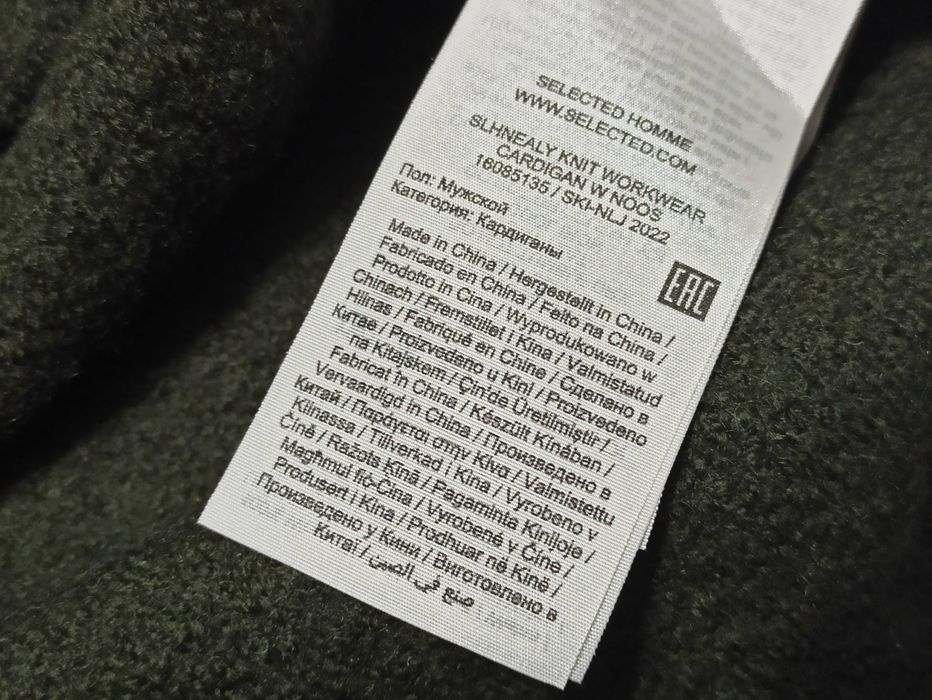 SELECTED HOMME
WWW.SELECTED.COM
SLHNEALY KNIT WORKWEAR
CARDIGAN W NOOS
16085135 / SKI-NLJ 2022
Пол: Мужской
Категория: Кардиганы
EAC
Made in China / Hergestellt in China /
Fabricado en China / Feito na China /
Prodotto in Cina / Wyprodukowano w
Chinach / Fremstillet i Kina / Valmistatud
Hiinas / Fabriqué en Chine / Сделано в
Китае / Proizvedeno u Kini / Proizvedeno
na Kitajskem / Çin'de Üretilmiştir /
Fabricat în China / Készült Kínában /
Vervaardigd in China / Произведено в
Китай / Παράγεται στην Κίνα / Valmistettu
Kiinassa / Tillverkad i Kina / Vyrobeno v
Číně / Ražots Ķīnā / Pagaminta Kinijoje /
Magħmul fiċ-Ċina / Vyrobené v Číne /
Produsert i Kina / Prodhuar në Kinë /
Произведено у Кини / Виготовлено в
Китаї / صنع في الصين